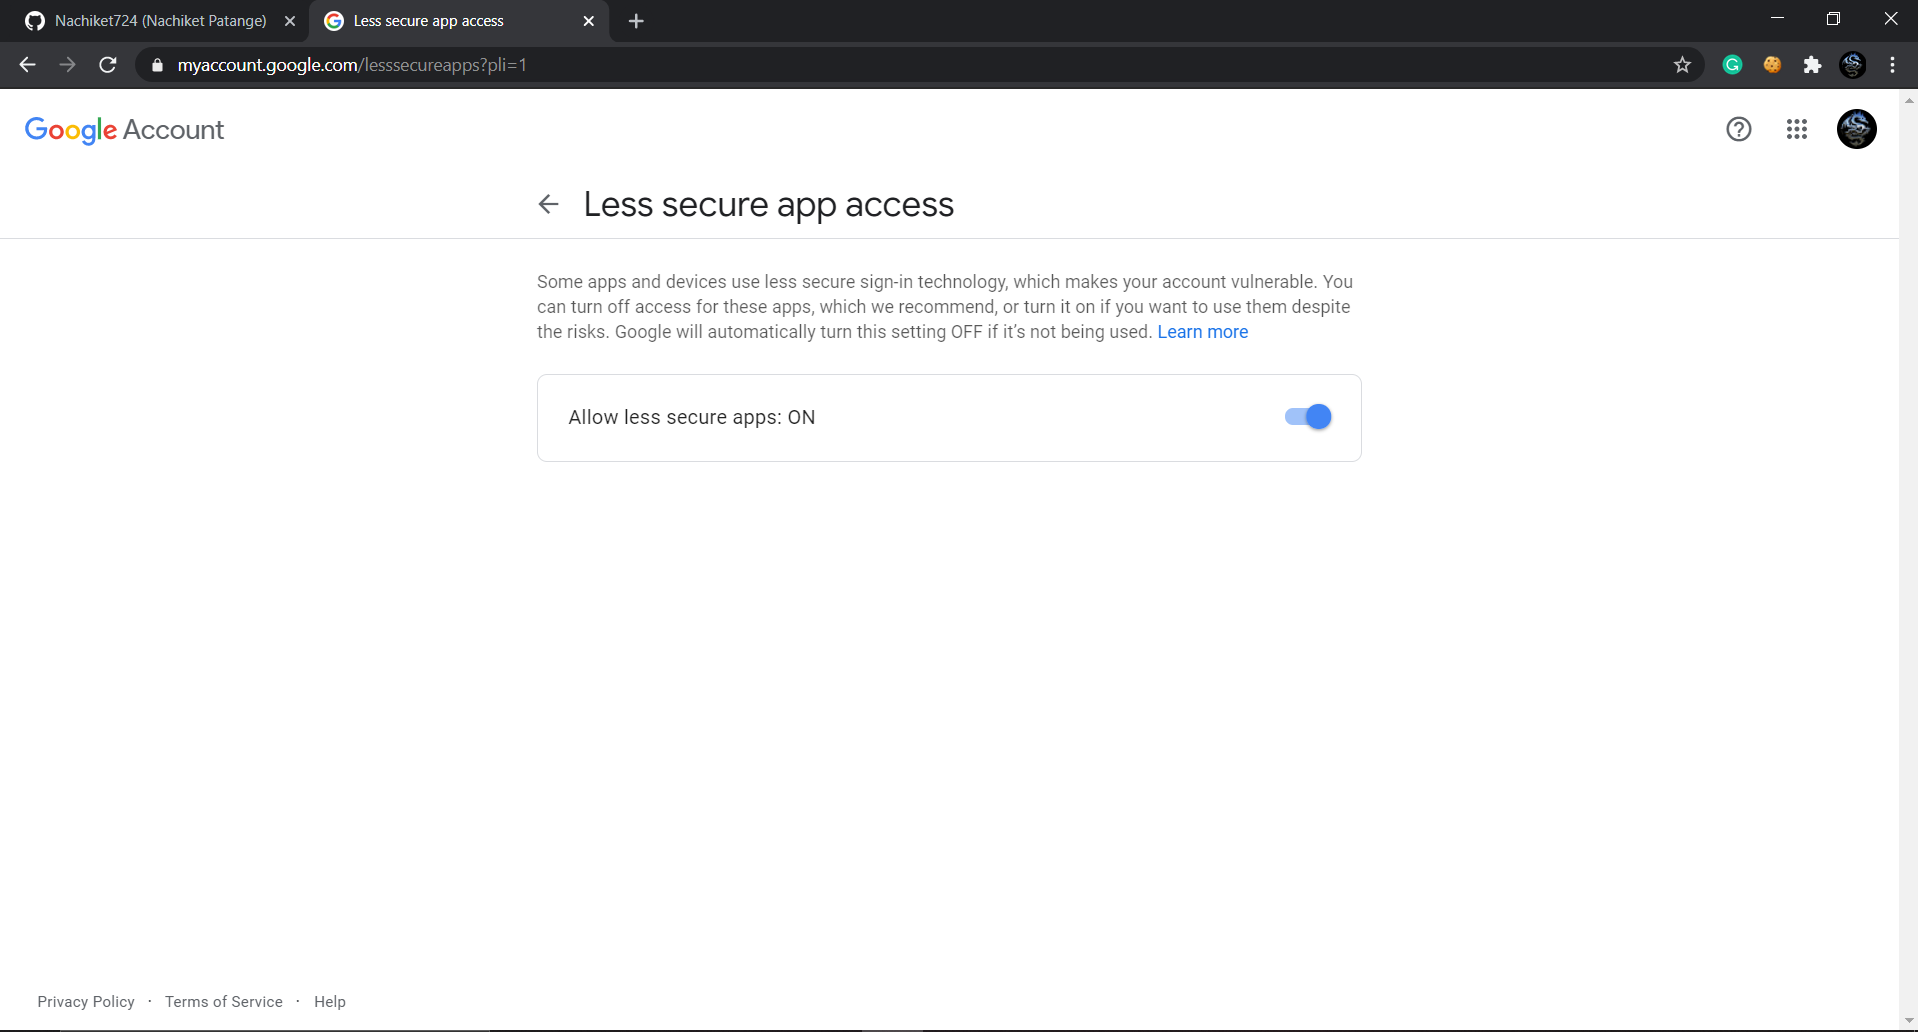 Nachiket724 (Nachiket Patange)
Less secure app access
myaccount.google.com/lesssecureapps?pli=1
Google Account
Less secure app access
Some apps and devices use less secure sign-in technology, which makes your account vulnerable. You
can turn off access for these apps, which we recommend, or turn it on if you want to use them despite
the risks. Google will automatically turn this setting OFF if it’s not being used. Learn more
Allow less secure apps: ON
Privacy Policy · Terms of Service · Help